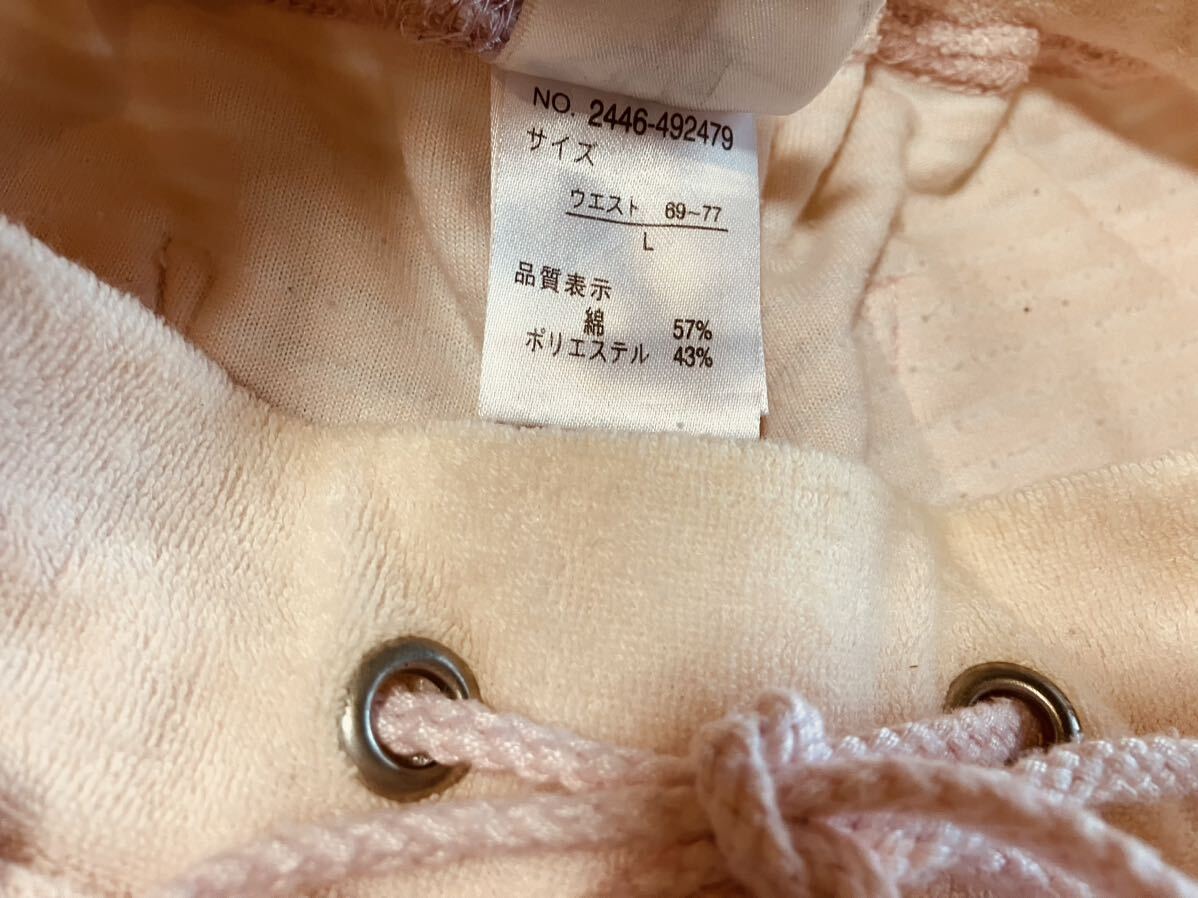 NO. 2446-492479
サイズ
ウエスト 69~77
L
品質表示
綿 57%
ポリエステル 43%